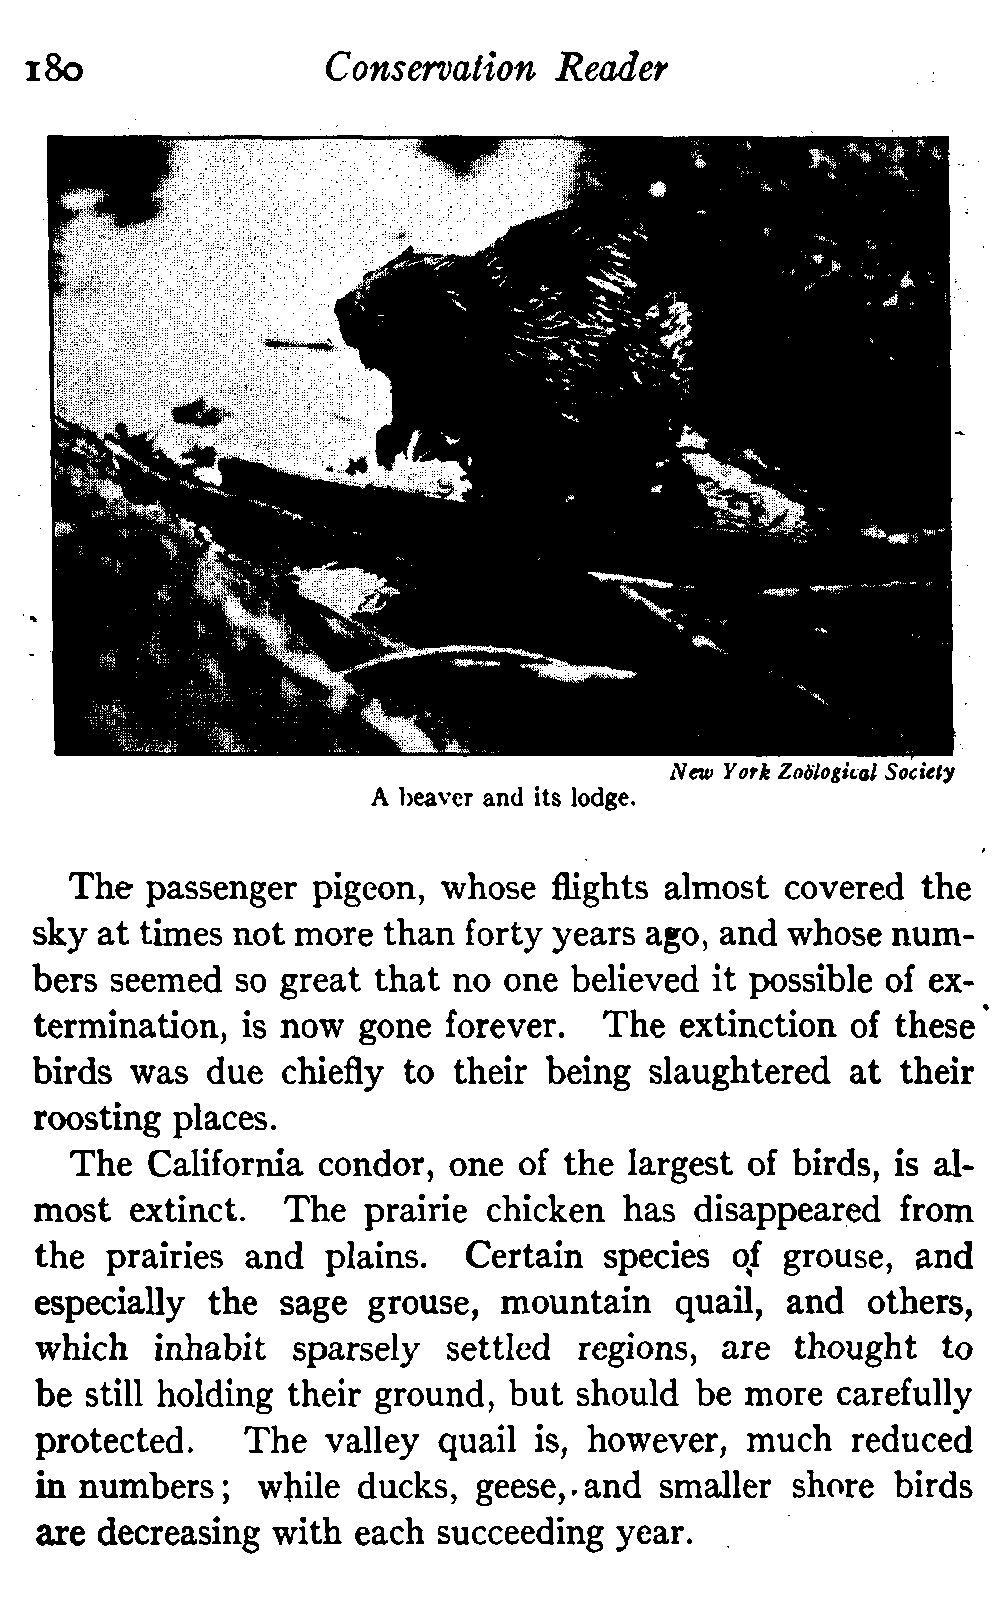 180 Conservation Reader
New York Zoölogical Society
A beaver and its lodge.
The passenger pigeon, whose flights almost covered the
sky at times not more than forty years ago, and whose num-
bers seemed so great that no one believed it possible of ex-
termination, is now gone forever. The extinction of these
birds was due chiefly to their being slaughtered at their
roosting places.
The California condor, one of the largest of birds, is al-
most extinct. The prairie chicken has disappeared from
the prairies and plains. Certain species of grouse, and
especially the sage grouse, mountain quail, and others,
which inhabit sparsely settled regions, are thought to
be still holding their ground, but should be more carefully
protected. The valley quail is, however, much reduced
in numbers; while ducks, geese, and smaller shore birds
are decreasing with each succeeding year.